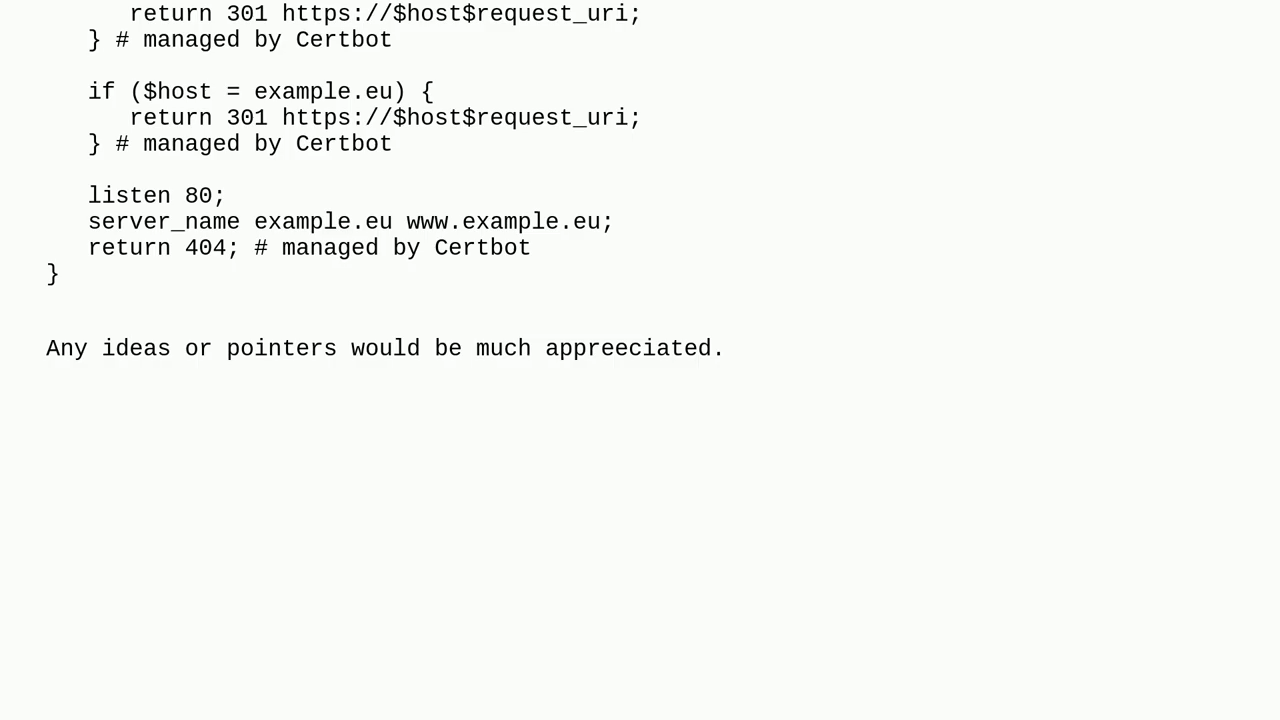 return 301 https://$host$request_uri;
} # managed by Certbot
if ($host = example.eu) {
return 301 https://$host$request_uri;
} # managed by Certbot
listen 80;
server_name example.eu www.example.eu;
return 404; # managed by Certbot
}
Any ideas or pointers would be much appreeciated.